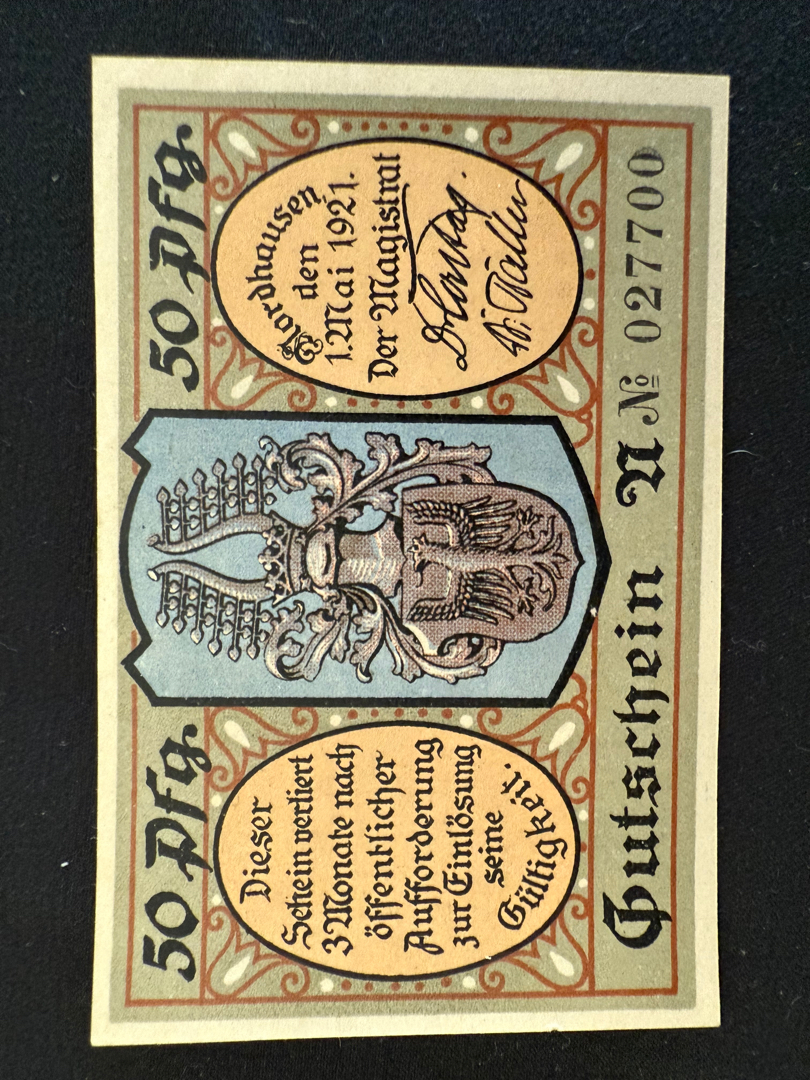 50 Pfg.
50 Pfg.
Dieser
Schein verliert
3 Monate nach
öffentlicher
Aufforderung
zur Einlösung
seine
Gültigkeit.
Nordhausen,
den
1. Mai 1921.
Der Magistrat
Gutschein
№ 027700